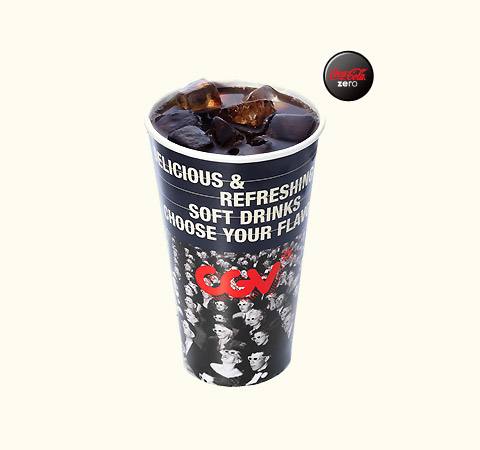 Coca-Cola
zero
ELICIOUS &
REFRESHING
SOFT DRINKS
CHOOSE YOUR FLAV
CGV